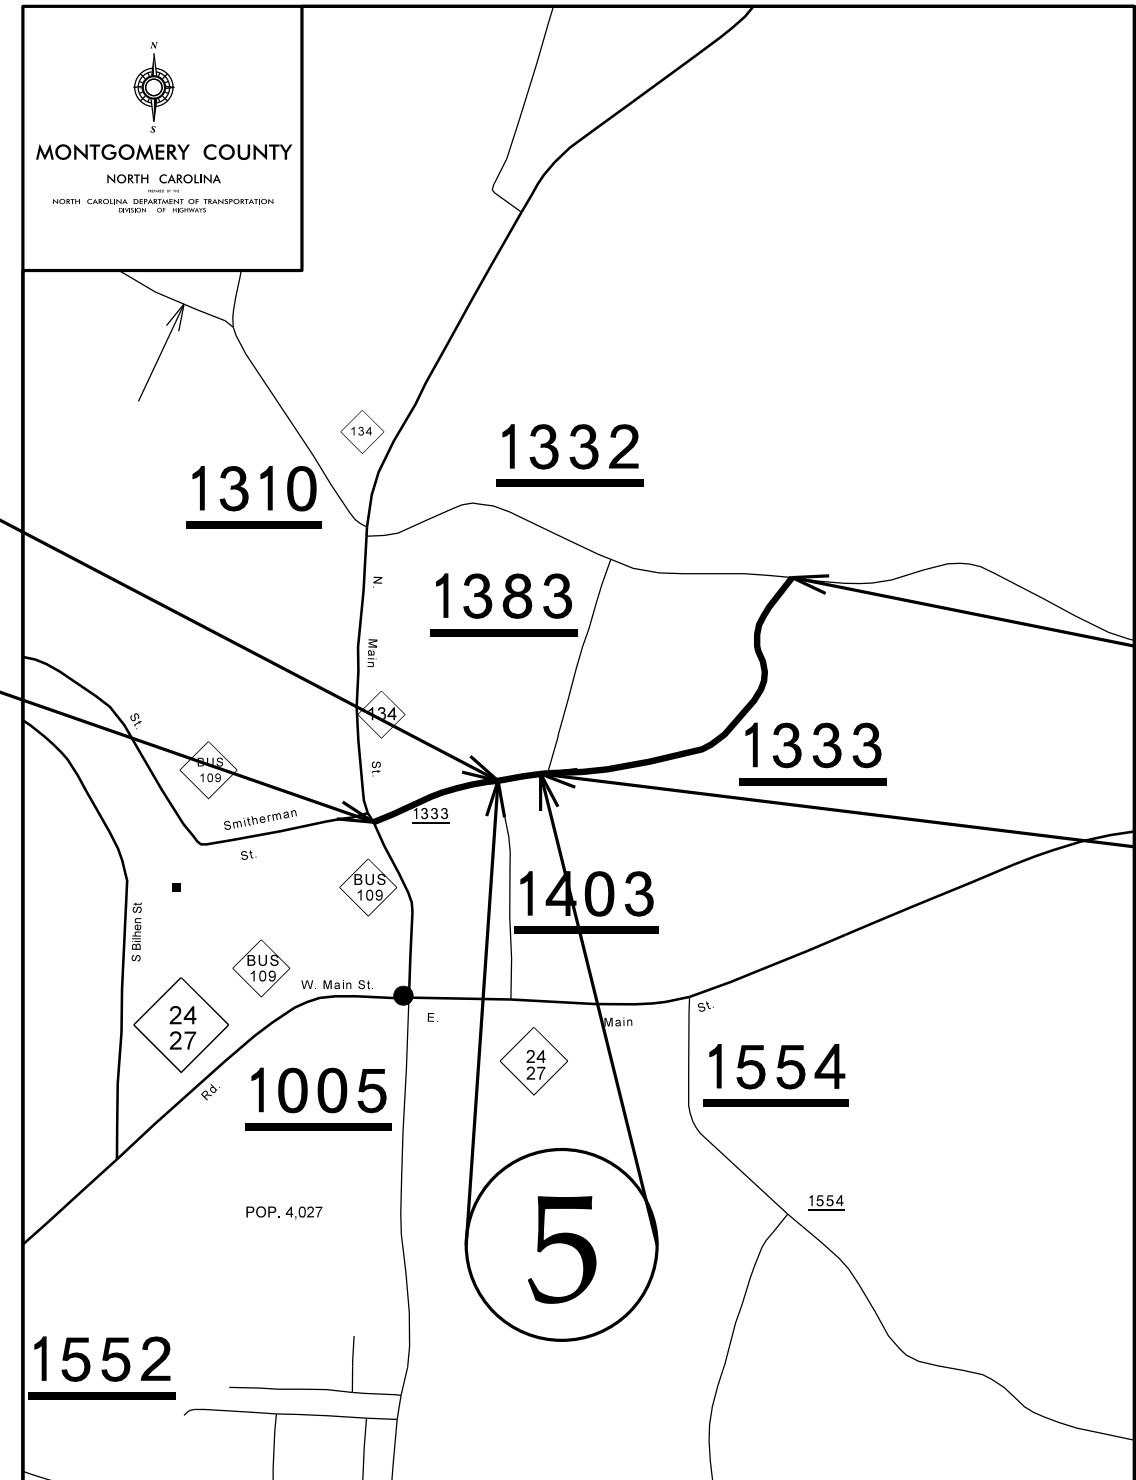 N
S
MONTGOMERY COUNTY
NORTH CAROLINA
PREPARED BY THE
NORTH CAROLINA DEPARTMENT OF TRANSPORTATION
DIVISION OF HIGHWAYS
134
1332
1310
N.
1383
Main
134
St.
St.
BUS
109
1333
1333
Smitherman
St.
BUS
109
1403
S Bilhen St
BUS
109
W. Main St.
E.
Main
St.
24
27
24
27
Rd.
1005
1554
1554
POP. 4,027
5
1552